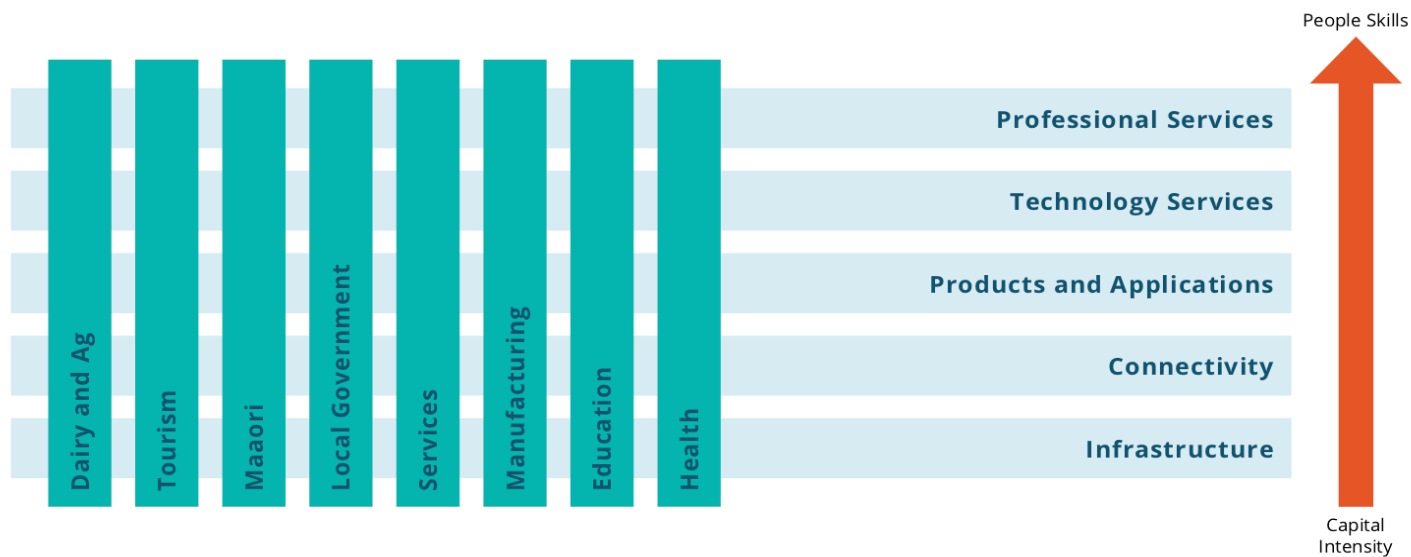 People Skills
Professional Services
Technology Services
Products and Applications
Connectivity
Infrastructure
Dairy and Ag
Tourism
Maaori
Local Government
Services
Manufacturing
Education
Health
Capital
Intensity